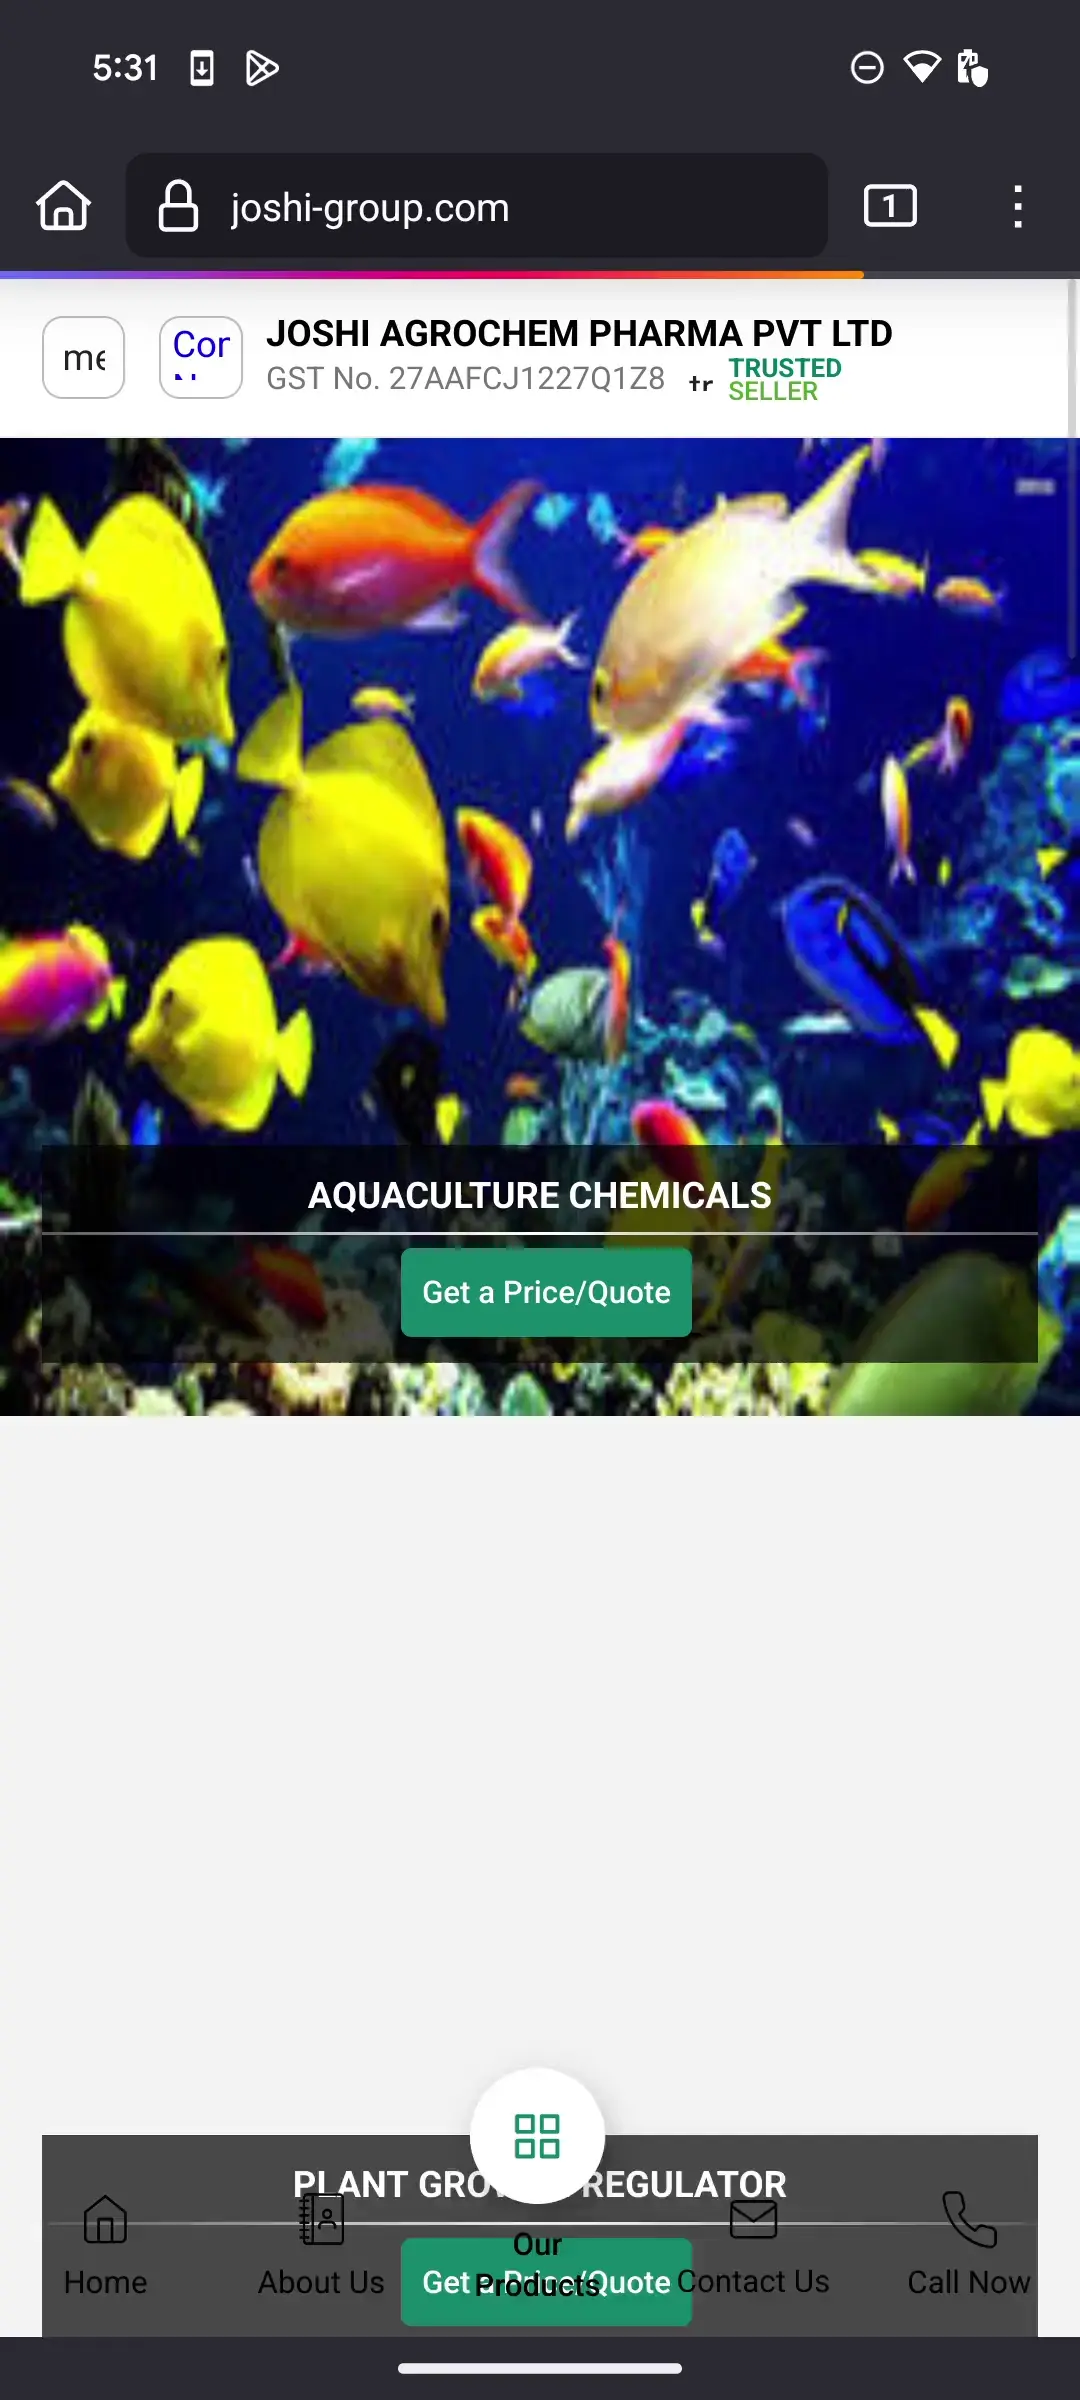 5:31
joshi-group.com
1
me
Cor
JOSHI AGROCHEM PHARMA PVT LTD
GST No. 27AAFCJ1227Q1Z8
tr
TRUSTED
SELLER
AQUACULTURE CHEMICALS
Get a Price/Quote
PLANT GRO REGULATOR
Get a Price/Quote
Home
About Us
Our
Products
Contact Us
Call Now